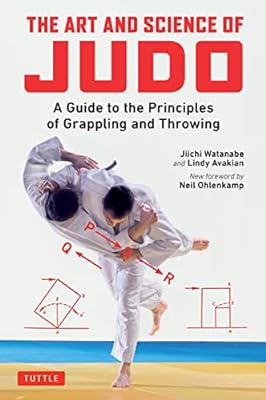 THE ART AND SCIENCE OF
JUDO
A Guide to the Principles
of Grappling and Throwing
Jiichi Watanabe
and Lindy Avakian
New foreword by
Neil Ohlenkamp
P
Q
R
TUTTLE